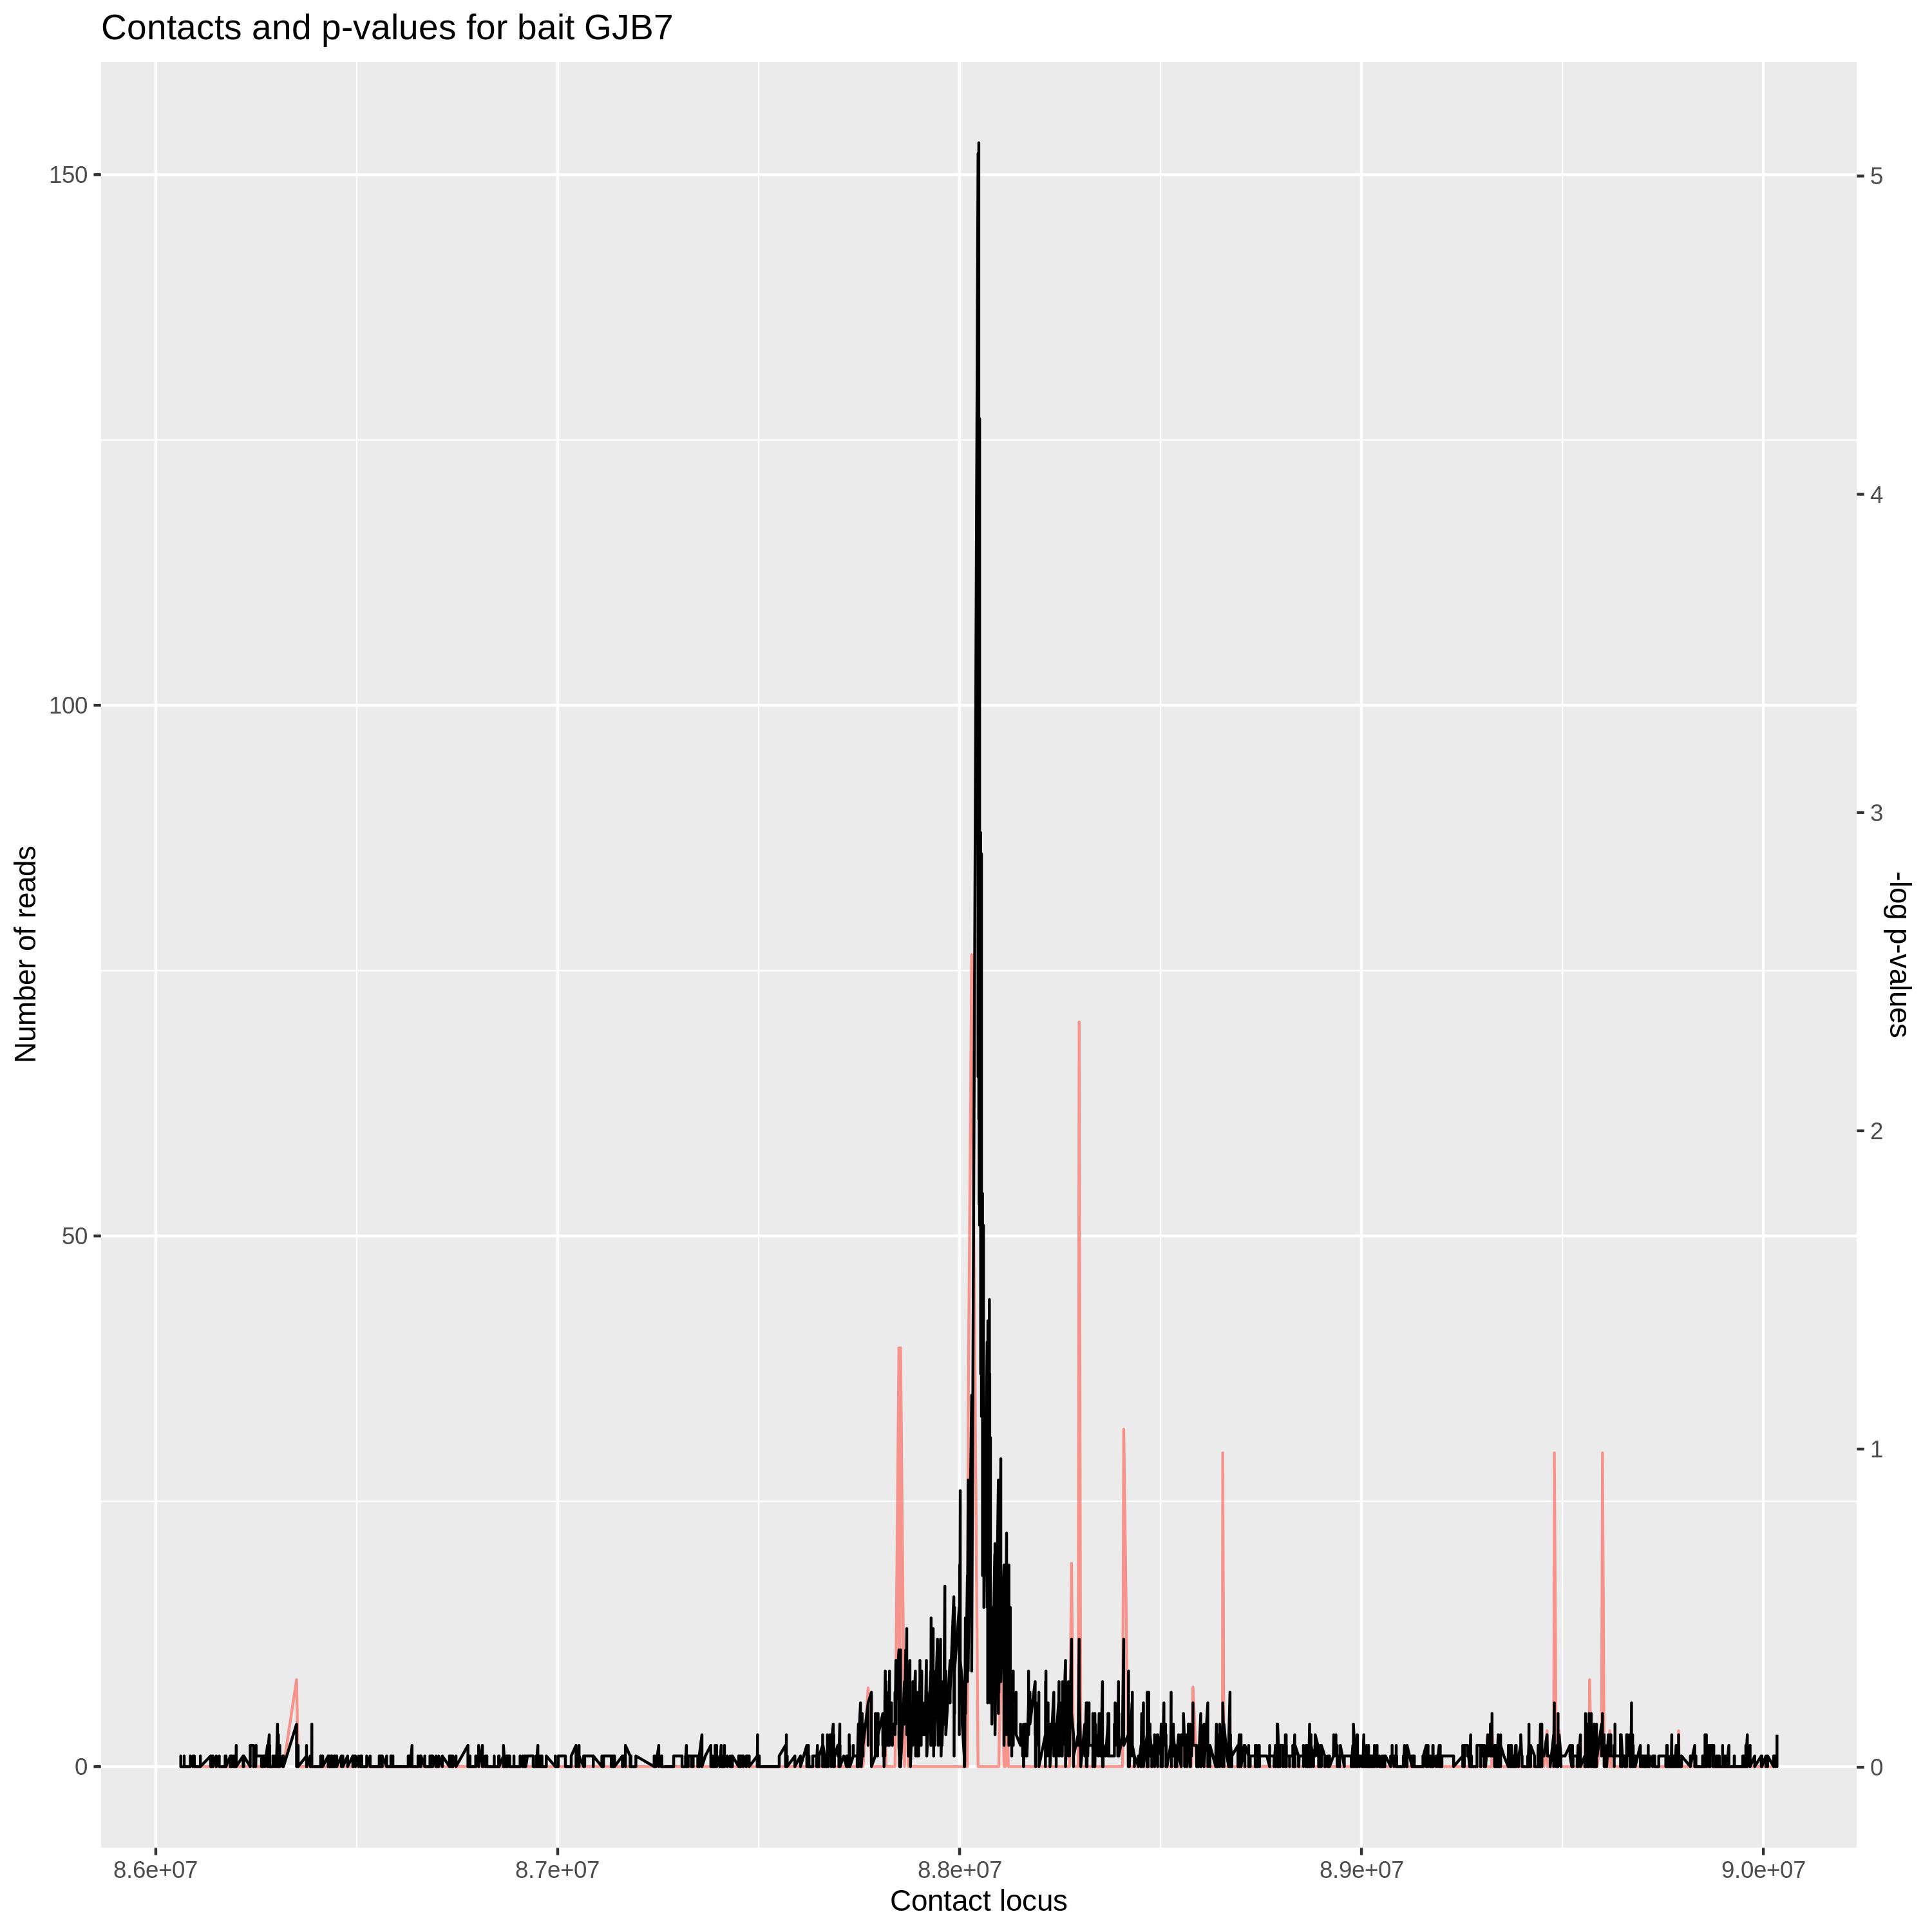 Contacts and p-values for bait GJB7
150
100
50
0
Number of reads
5
4
3
2
1
0
-log p-values
8.6e+07
8.7e+07
8.8e+07
8.9e+07
9.0e+07
Contact locus